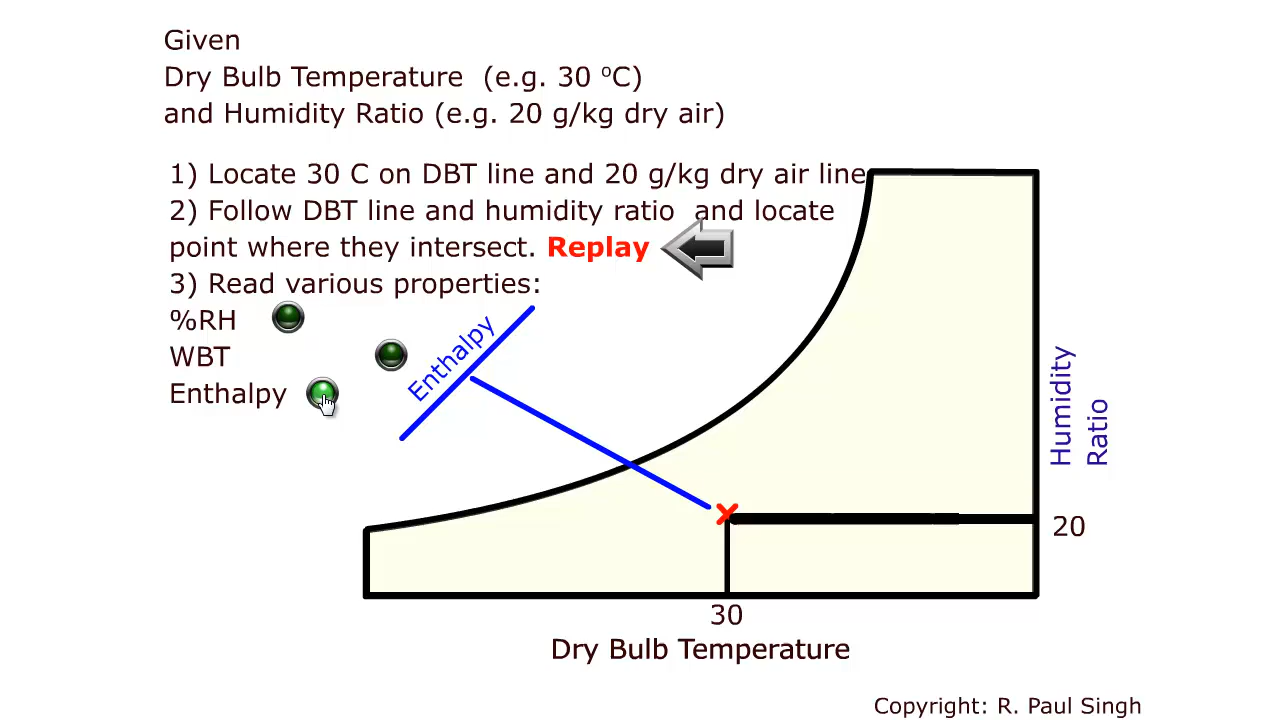 Given
Dry Bulb Temperature (e.g. 30 ºC)
and Humidity Ratio (e.g. 20 g/kg dry air)
1) Locate 30 C on DBT line and 20 g/kg dry air line
2) Follow DBT line and humidity ratio and locate
point where they intersect. Replay
3) Read various properties:
%RH
WBT
Enthalpy
Enthalpy
Humidity
Ratio
20
30
Dry Bulb Temperature
Copyright: R. Paul Singh